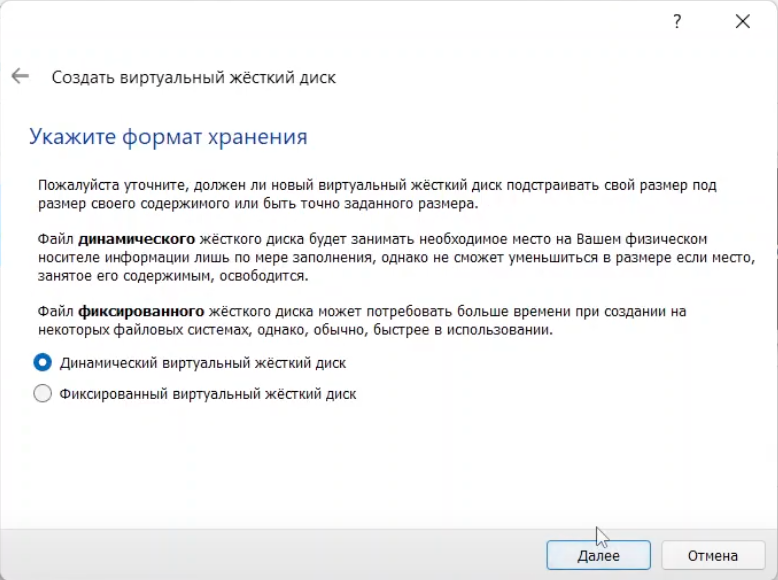 ?
Создать виртуальный жёсткий диск
Укажите формат хранения
Пожалуйста уточните, должен ли новый виртуальный жёсткий диск подстраивать свой размер под
размер своего содержимого или быть точно заданного размера.
Файл динамического жёсткого диска будет занимать необходимое место на Вашем физическом
носителе информации лишь по мере заполнения, однако не сможет уменьшиться в размере если место,
занятое его содержимым, освободится.
Файл фиксированного жёсткого диска может потребовать больше времени при создании на
некоторых файловых системах, однако, обычно, быстрее в использовании.
Динамический виртуальный жёсткий диск
Фиксированный виртуальный жёсткий диск
Далее
Отмена